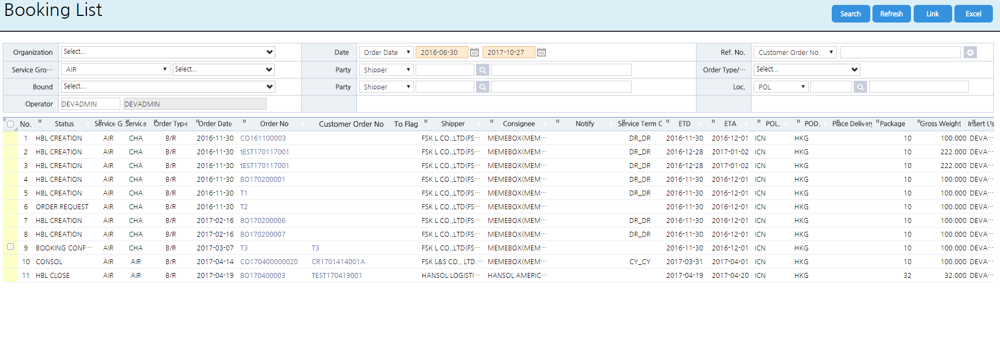 Booking List
Search Refresh Link Excel
Organization Select... Date Order Date 2016-06-30 2017-10-27 Ref. No. Customer Order No.
Service Gro··· AIR Select... Party Shipper Order Type/··· Select...
Bound Select... Party Shipper Loc. POL
Operator DEVADMIN DEVADMIN
No. Status Service G Service Order Type Order Date Order No Customer Order No To Flag Shipper Consignee Notify Service Term C ETD ETA POL. POD. Place Delivery Package Gross Weight Insert Us
1 HBL CREATION AIR CHA B/R 2016-11-30 CO161100003 FSK L CO.,LTD(FS··· MEMEBOX(MEM··· DR_DR 2016-11-30 2016-12-01 ICN HKG 10 100.000 DEVA···
2 HBL CREATION AIR CHA B/R 2016-11-30 tEST170117001 FSK L CO.,LTD(FS··· MEMEBOX(MEM··· DR_DR 2016-12-28 2017-01-02 ICN HKG 10 222.000 DEVA···
3 HBL CREATION AIR CHA B/R 2016-11-30 tEST170117001 FSK L CO.,LTD(FS··· MEMEBOX(MEM··· DR_DR 2016-12-28 2017-01-02 ICN HKG 10 222.000 DEVA···
4 HBL CREATION AIR CHA B/R 2016-11-30 BO170200001 FSK L CO.,LTD(FS··· MEMEBOX(MEM··· DR_DR 2016-11-30 2016-12-01 ICN HKG 10 100.000 DEVA···
5 HBL CREATION AIR CHA B/R 2016-11-30 T1 FSK L CO.,LTD(FS··· MEMEBOX(MEM··· DR_DR 2016-11-30 2016-12-01 ICN HKG 10 100.000 DEVA···
6 ORDER REQUEST AIR CHA B/R 2016-11-30 T2 FSK L CO.,LTD(FS··· MEMEBOX(MEM··· 2016-11-30 2016-12-01 ICN HKG 10 100.000 DEVA···
7 HBL CREATION AIR CHA B/R 2017-02-16 BO170200006 FSK L CO.,LTD(FS··· MEMEBOX(MEM··· DR_DR 2016-11-30 2016-12-01 ICN HKG 10 100.000 DEVA···
8 HBL CREATION AIR CHA B/R 2017-02-16 BO170200007 FSK L CO.,LTD(FS··· MEMEBOX(MEM··· DR_DR 2016-11-30 2016-12-01 ICN HKG 10 100.000 DEVA···
9 BOOKING CONF··· AIR CHA B/R 2017-03-07 T3 T3 FSK L CO.,LTD(FS··· MEMEBOX(MEM··· 2016-11-30 2016-12-01 ICN HKG 10 100.000 DEVA···
10 CONSOL AIR AIR B/R 2017-04-14 CO170400000020 CR1701414001A FSK L&S CO., LTD.··· MEMEBOX(MEM··· CY_CY 2017-03-31 2017-04-01 ICN HKG 10 100.000 DEVA···
11 HBL CLOSE AIR AIR B/R 2017-04-19 BO170400003 TEST170419001 HANSOL LOGISTI··· HANSOL AMERIC··· 2017-04-19 2017-04-20 ICN HKG 32 32.000 DEVA···